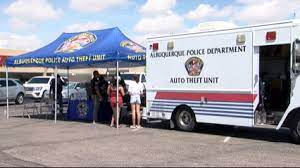 ALBUQUERQUE POLICE AUTO THEFT UNIT
ALBUQUERQUE POLICE DEPARTMENT
AUTO THEFT UNIT